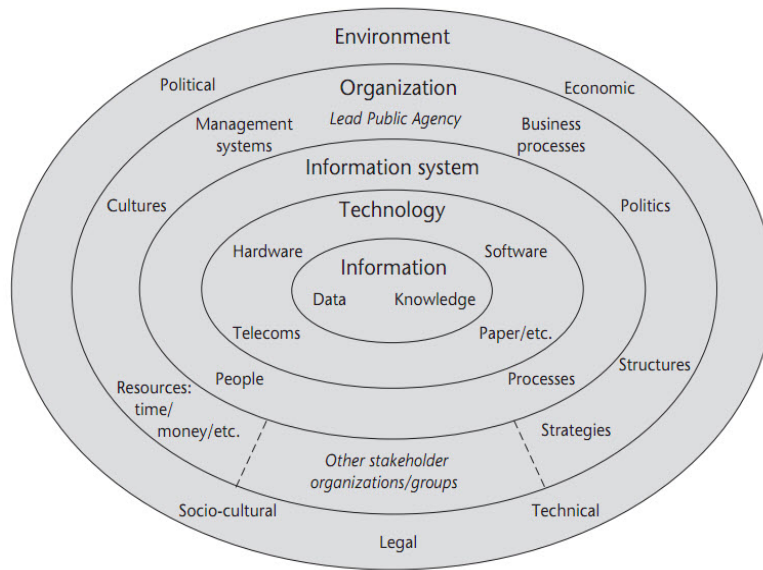 Environment
Political
Economic
Organization
Lead Public Agency
Management
systems
Business
processes
Information system
Cultures
Politics
Technology
Hardware
Software
Information
Data
Knowledge
Telecoms
Paper/etc.
People
Processes
Structures
Resources:
time/
money/etc.
Strategies
Other stakeholder
organizations/groups
Socio-cultural
Technical
Legal